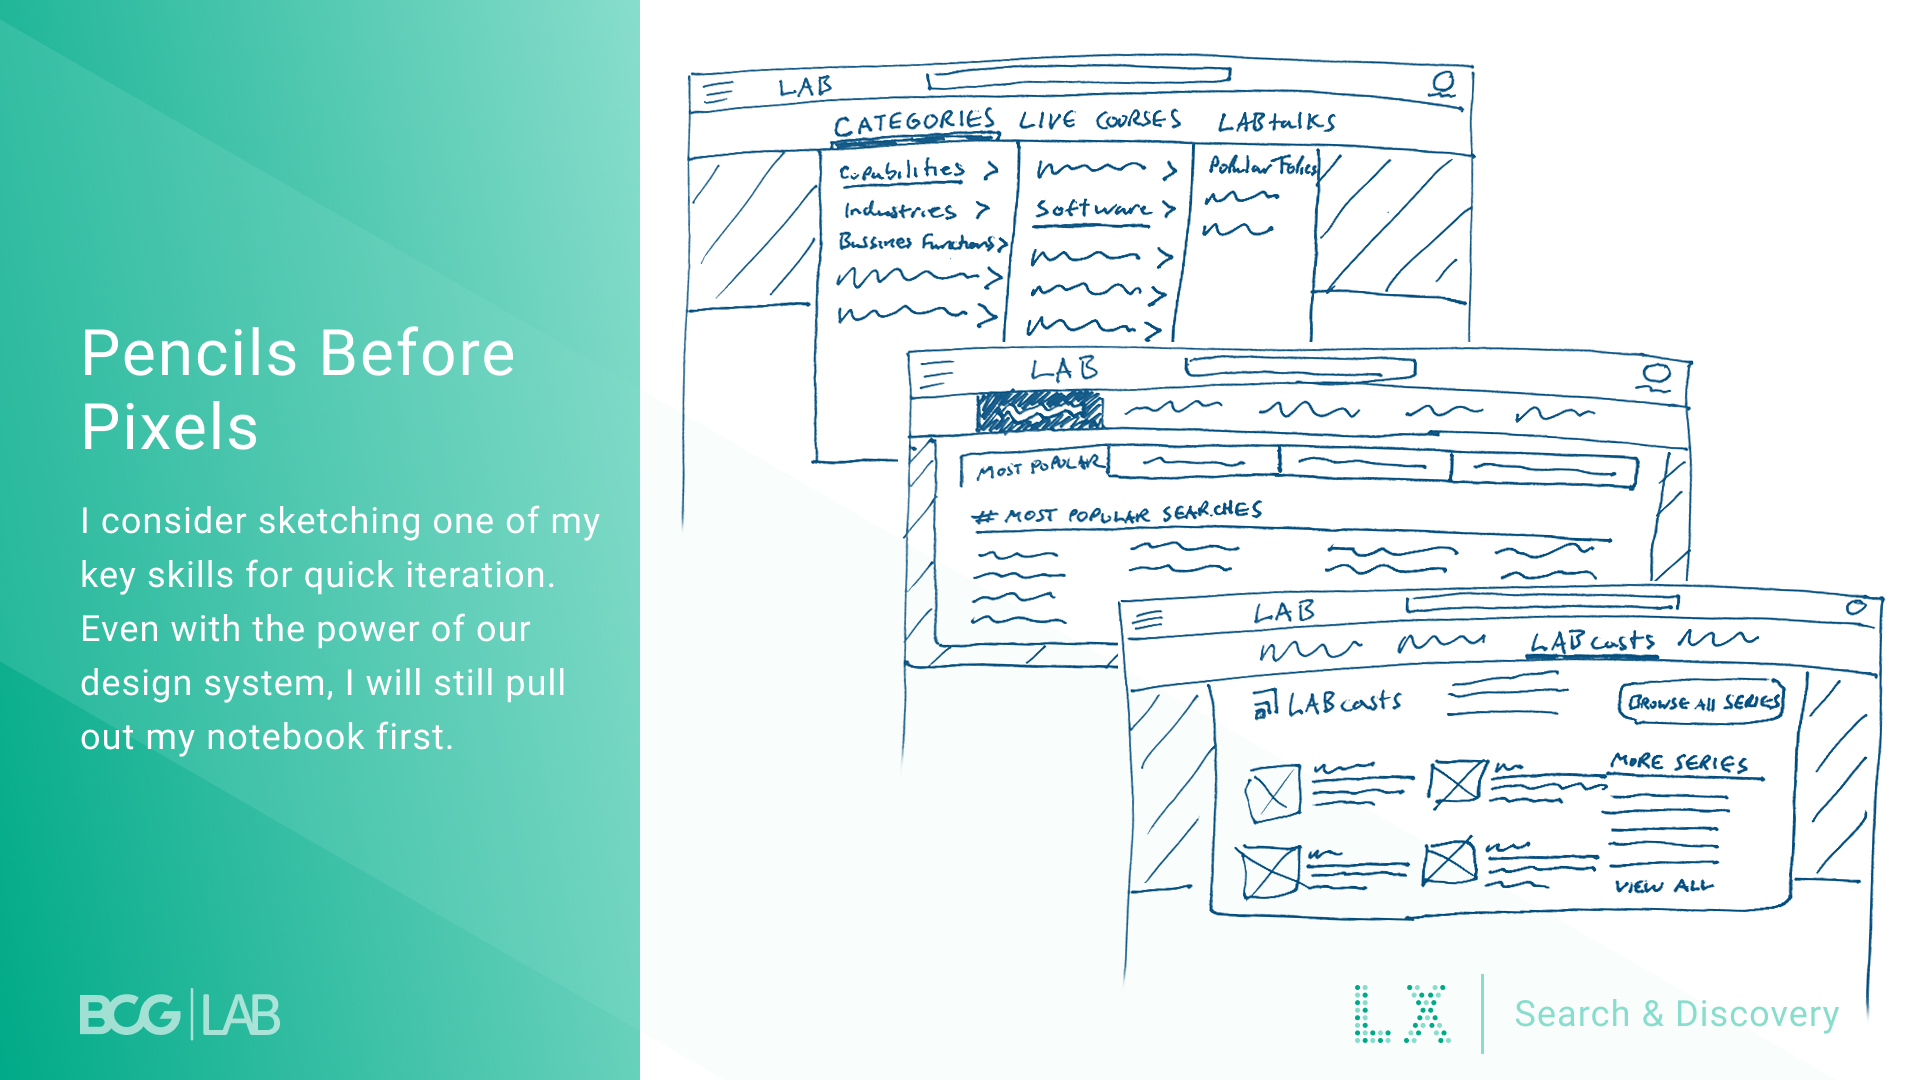 Pencils Before
Pixels
I consider sketching one of my
key skills for quick iteration.
Even with the power of our
design system, I will still pull
out my notebook first.
BCG LAB
LAB
CATEGORIES LIVE COURSES LABtalks
Capabilities >
Industries >
Bussines Functions >
Software >
Popular Topics
LAB
MOST POPULAR
# MOST POPULAR SEARCHES
LAB
LABcasts
LABcasts
BROWSE All SERIES
MORE SERIES
VIEW ALL
LX
Search & Discovery